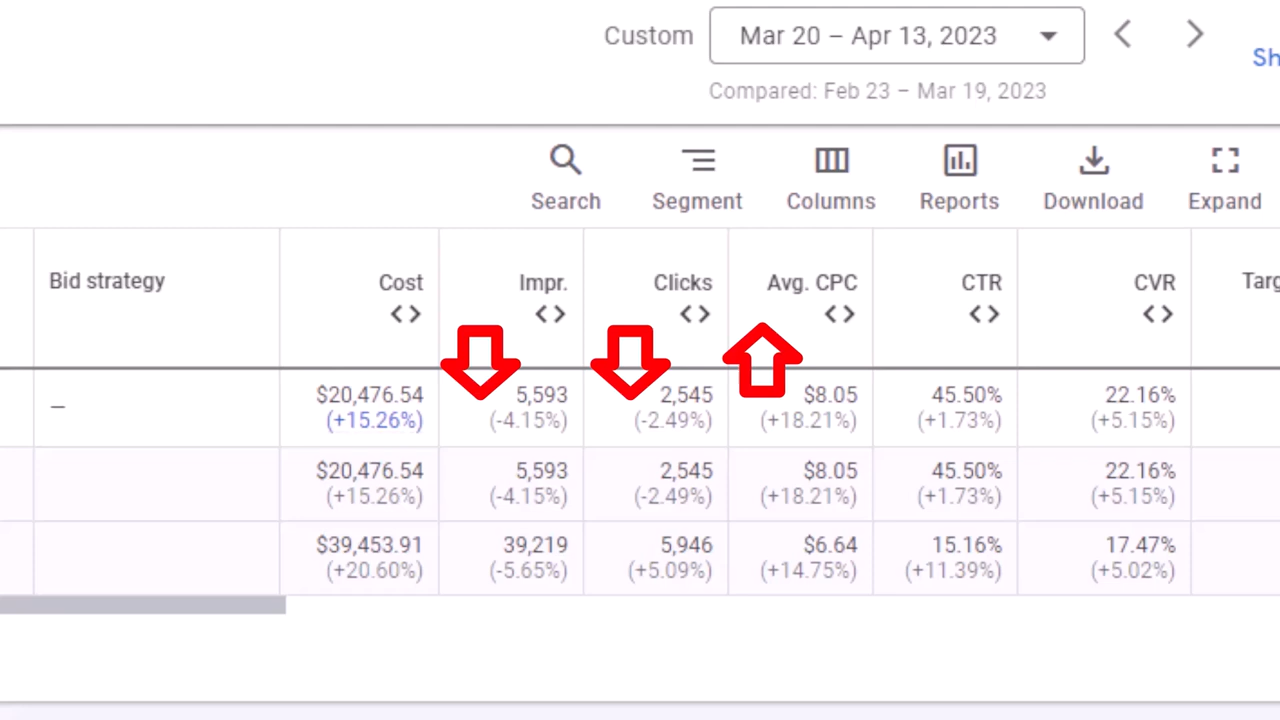 Custom Mar 20 – Apr 13, 2023
Sh
Compared: Feb 23 – Mar 19, 2023
Search Segment Columns Reports Download Expand
Bid strategy Cost Impr. Clicks Avg. CPC CTR CVR Targ
<> <> <> <> <> <>
— $20,476.54 5,593 2,545 $8.05 45.50% 22.16%
(+15.26%) (-4.15%) (-2.49%) (+18.21%) (+1.73%) (+5.15%)
$20,476.54 5,593 2,545 $8.05 45.50% 22.16%
(+15.26%) (-4.15%) (-2.49%) (+18.21%) (+1.73%) (+5.15%)
$39,453.91 39,219 5,946 $6.64 15.16% 17.47%
(+20.60%) (-5.65%) (+5.09%) (+14.75%) (+11.39%) (+5.02%)